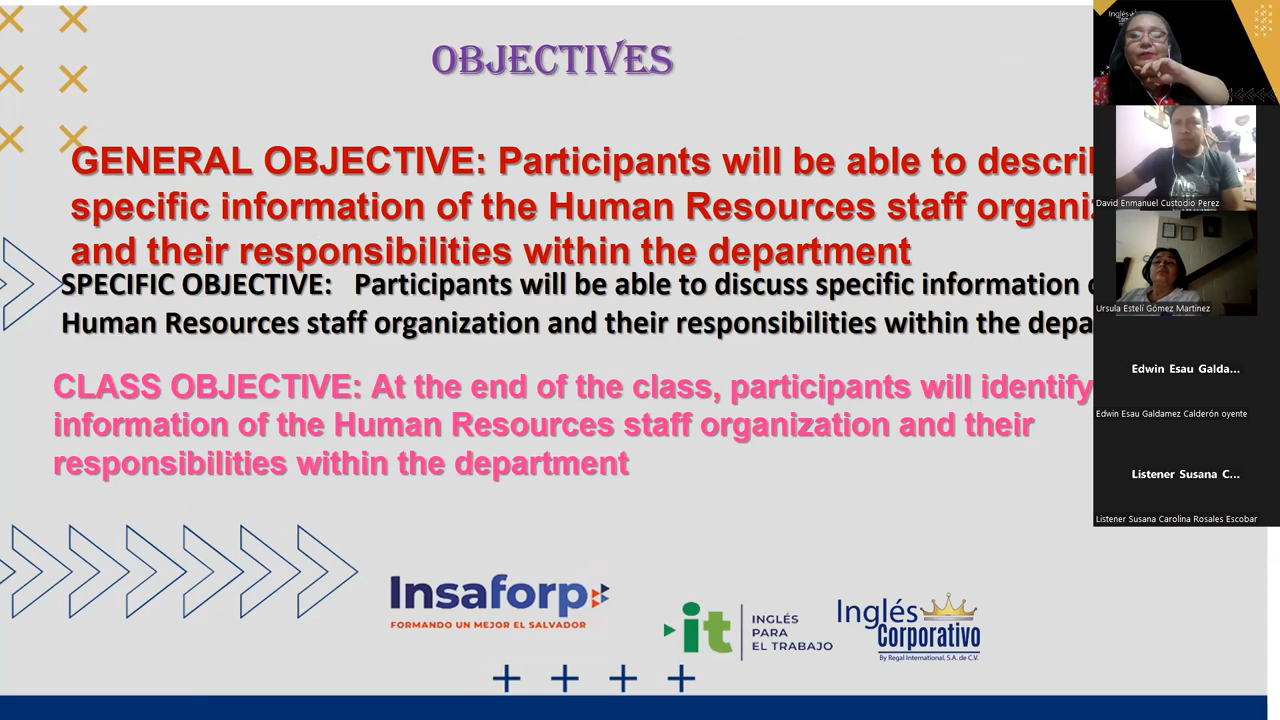 OBJECTIVES
GENERAL OBJECTIVE: Participants will be able to
specific information of the Human Resources staff
and their responsibilities within the department
SPECIFIC OBJECTIVE: Participants will be able to discuss specific information
Human Resources staff organization and their responsibilities within the
CLASS OBJECTIVE: At the end of the class, participants will identify
information of the Human Resources staff organization and their
responsibilities within the department
Insaforp
FORMANDO UN MEJOR EL SALVADOR
it
INGLÉS
PARA
EL TRABAJO
Inglés
Corporativo
By Regal International, S.A. de C.V.
Inglés
David Enmanuel Custodio Perez
Ursula Estelí Gómez Martínez
Edwin Esau Galda...
Edwin Esau Galdamez Calderón oyente
Listener Susana C...
Listener Susana Carolina Rosales Escobar